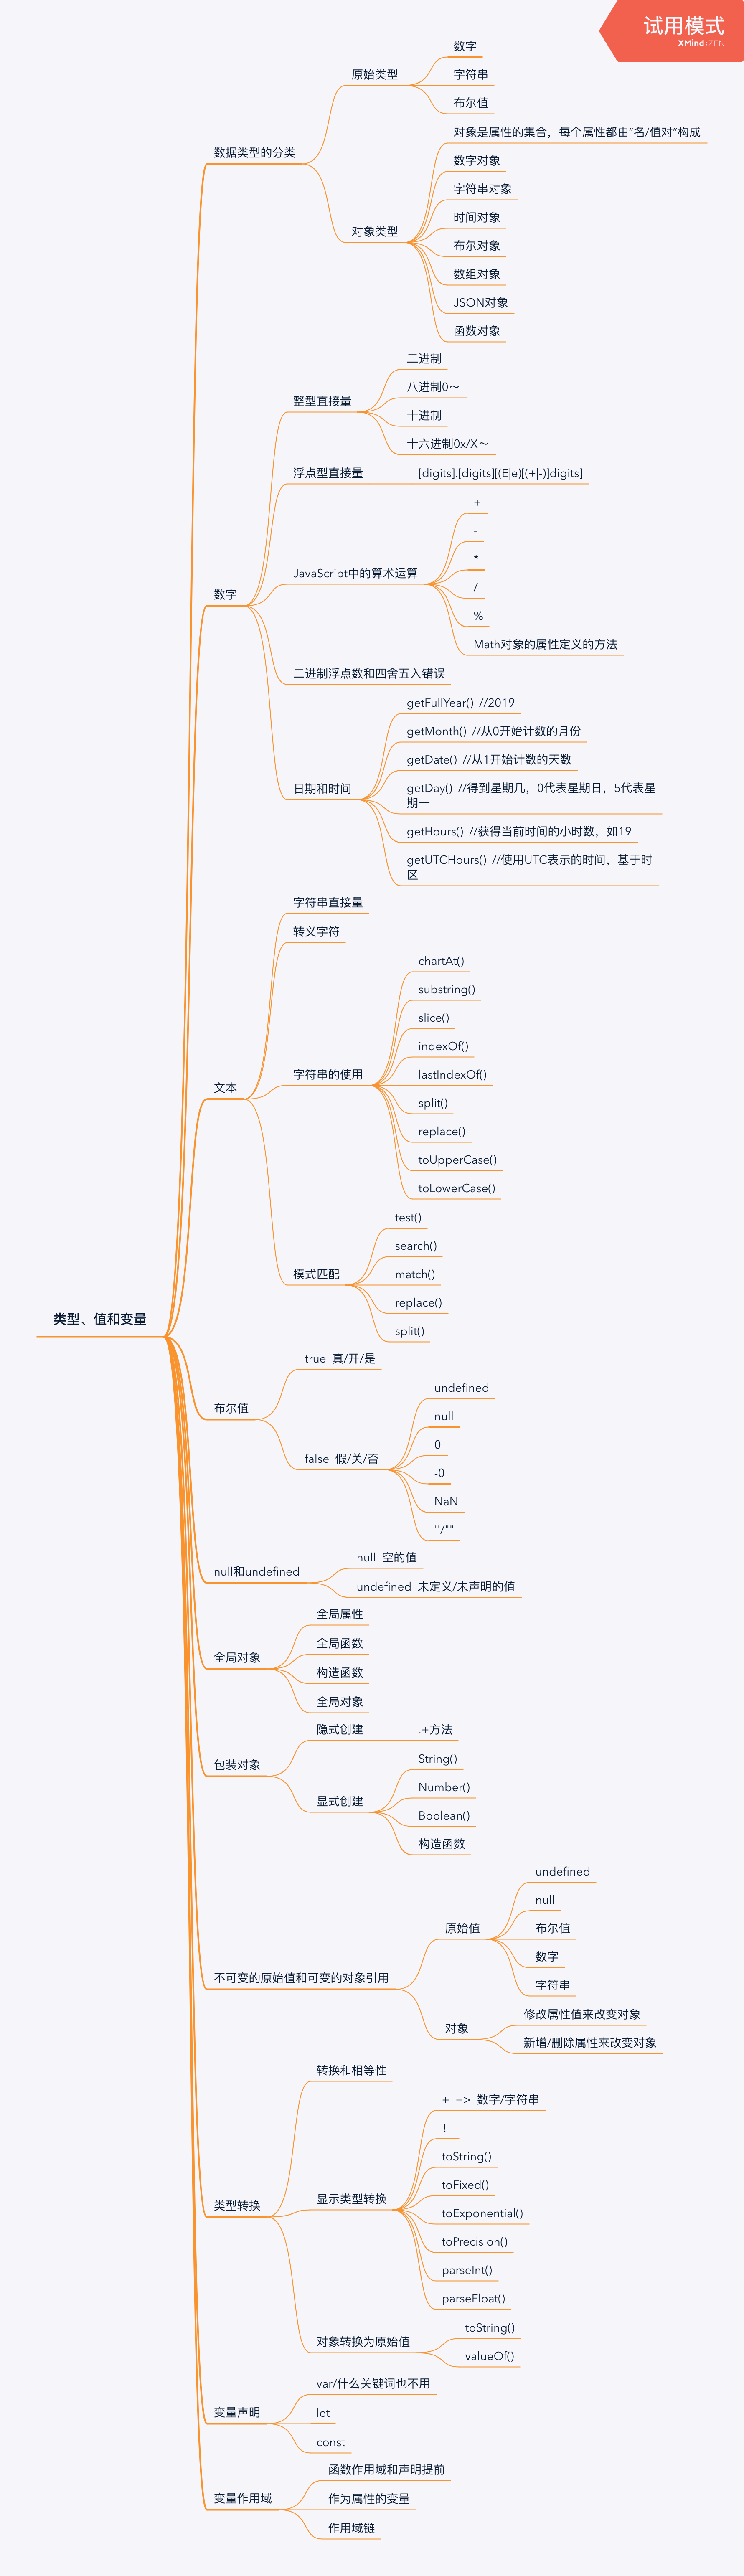 试用模式
XMind:ZEN
类型、值和变量
数据类型的分类
原始类型
数字
字符串
布尔值
对象类型
对象是属性的集合，每个属性都由“名/值对”构成
数字对象
字符串对象
时间对象
布尔对象
数组对象
JSON对象
函数对象
数字
整型直接量
二进制
八进制0～
十进制
十六进制0x/X～
浮点型直接量
[digits].[digits][(E|e)[(+|-)]digits]
JavaScript中的算术运算
+
-
*
/
%
Math对象的属性定义的方法
二进制浮点数和四舍五入错误
日期和时间
getFullYear() //2019
getMonth() //从0开始计数的月份
getDate() //从1开始计数的天数
getDay() //得到星期几，0代表星期日，5代表星
期一
getHours() //获得当前时间的小时数，如19
getUTCHours() //使用UTC表示的时间，基于时
区
文本
字符串直接量
转义字符
字符串的使用
chartAt()
substring()
slice()
indexOf()
lastIndexOf()
split()
replace()
toUpperCase()
toLowerCase()
模式匹配
test()
search()
match()
replace()
split()
布尔值
true 真/开/是
false 假/关/否
undefined
null
0
-0
NaN
''/""
null和undefined
null 空的值
undefined 未定义/未声明的值
全局对象
全局属性
全局函数
构造函数
全局对象
包装对象
隐式创建
.+方法
显式创建
String()
Number()
Boolean()
构造函数
不可变的原始值和可变的对象引用
原始值
undefined
null
布尔值
数字
字符串
对象
修改属性值来改变对象
新增/删除属性来改变对象
类型转换
转换和相等性
显示类型转换
+ => 数字/字符串
！
toString()
toFixed()
toExponential()
toPrecision()
parseInt()
parseFloat()
对象转换为原始值
toString()
valueOf()
变量声明
var/什么关键词也不用
let
const
变量作用域
函数作用域和声明提前
作为属性的变量
作用域链